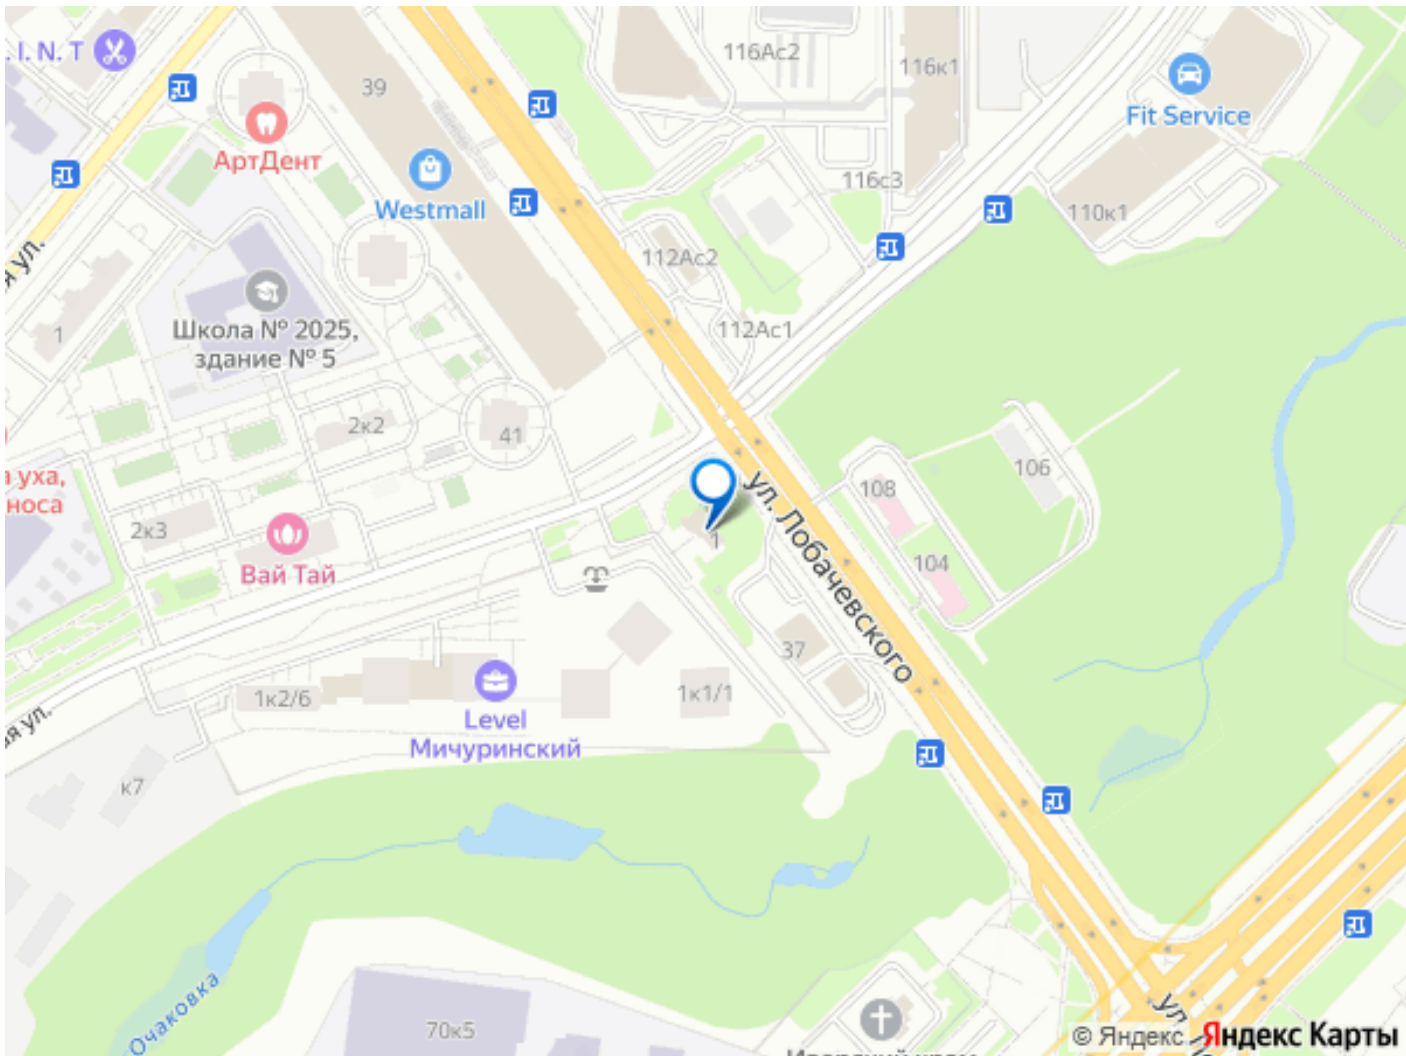 . I. N. T
116Ас2
39
116к1
Fit Service
АртДент
116с3
Westmall
110к1
112Ас2
я ул.
112Ас1
Школа № 2025,
здание № 5
1
2к2
41
а уха,
носа
106
108
ул. Лобачевского
2к3
1
Вай Тай
104
37
1к2/6
1к1/1
Level
Мичуринский
ая ул.
к7
Очаковка
70к5
ул.
© Яндекс Яндекс Карты